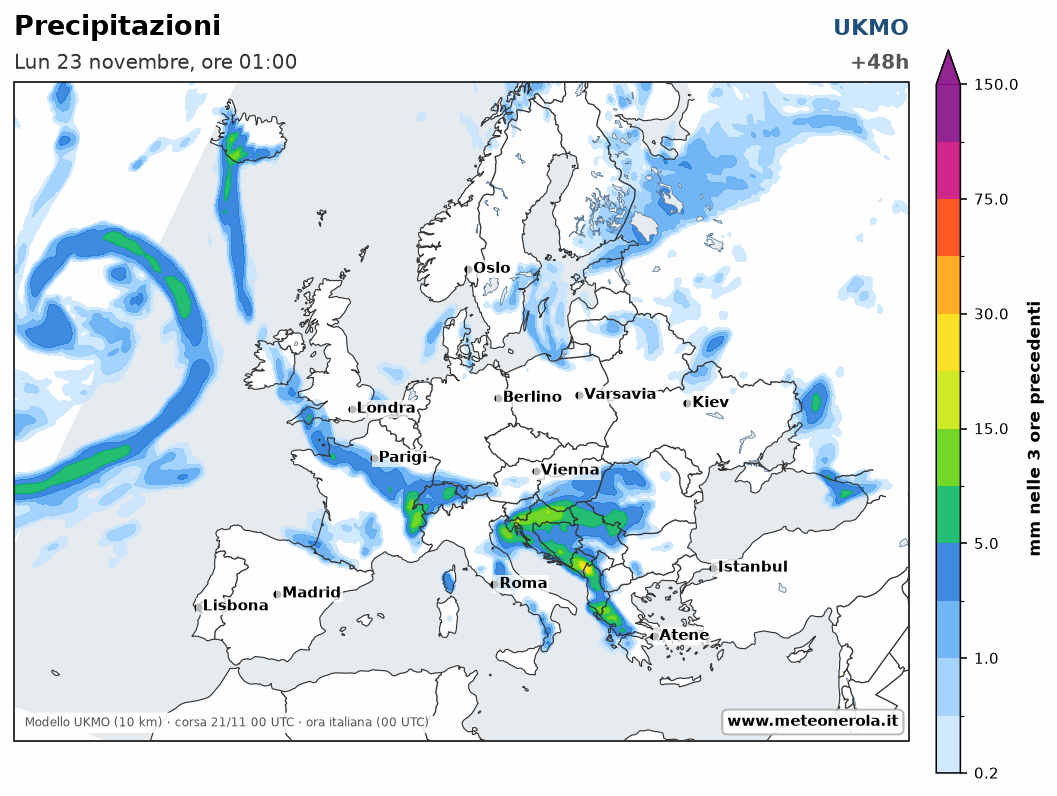 Precipitazioni
UKMO
Lun 23 novembre, ore 01:00
+48h
150.0
75.0
30.0
15.0
5.0
1.0
0.2
mm nelle 3 ore precedenti
Oslo
Berlino
Varsavia
Kiev
Londra
Parigi
Vienna
Istanbul
Roma
Madrid
Lisbona
Atene
Modello UKMO (10 km) · corsa 21/11 00 UTC · ora italiana (00 UTC)
www.meteonerola.it